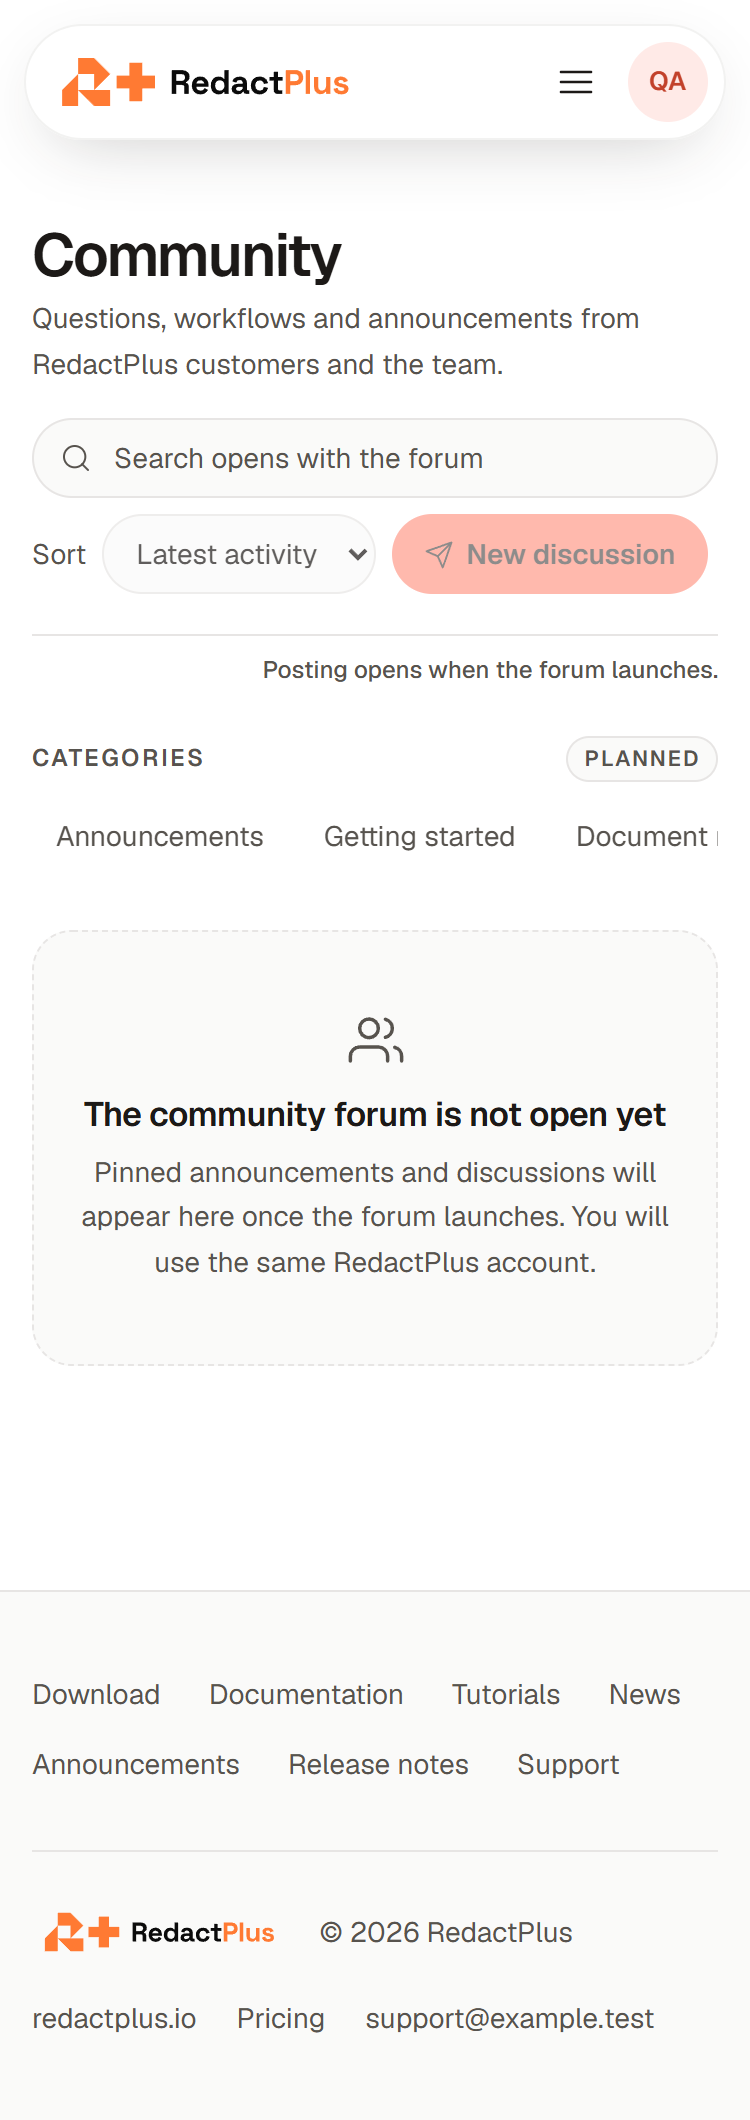 RedactPlus
QA
Community
Questions, workflows and announcements from
RedactPlus customers and the team.
Search opens with the forum
Sort Latest activity New discussion
Posting opens when the forum launches.
CATEGORIES PLANNED
Announcements Getting started Document
The community forum is not open yet
Pinned announcements and discussions will
appear here once the forum launches. You will
use the same RedactPlus account.
Download Documentation Tutorials News
Announcements Release notes Support
RedactPlus © 2026 RedactPlus
redactplus.io Pricing support@example.test